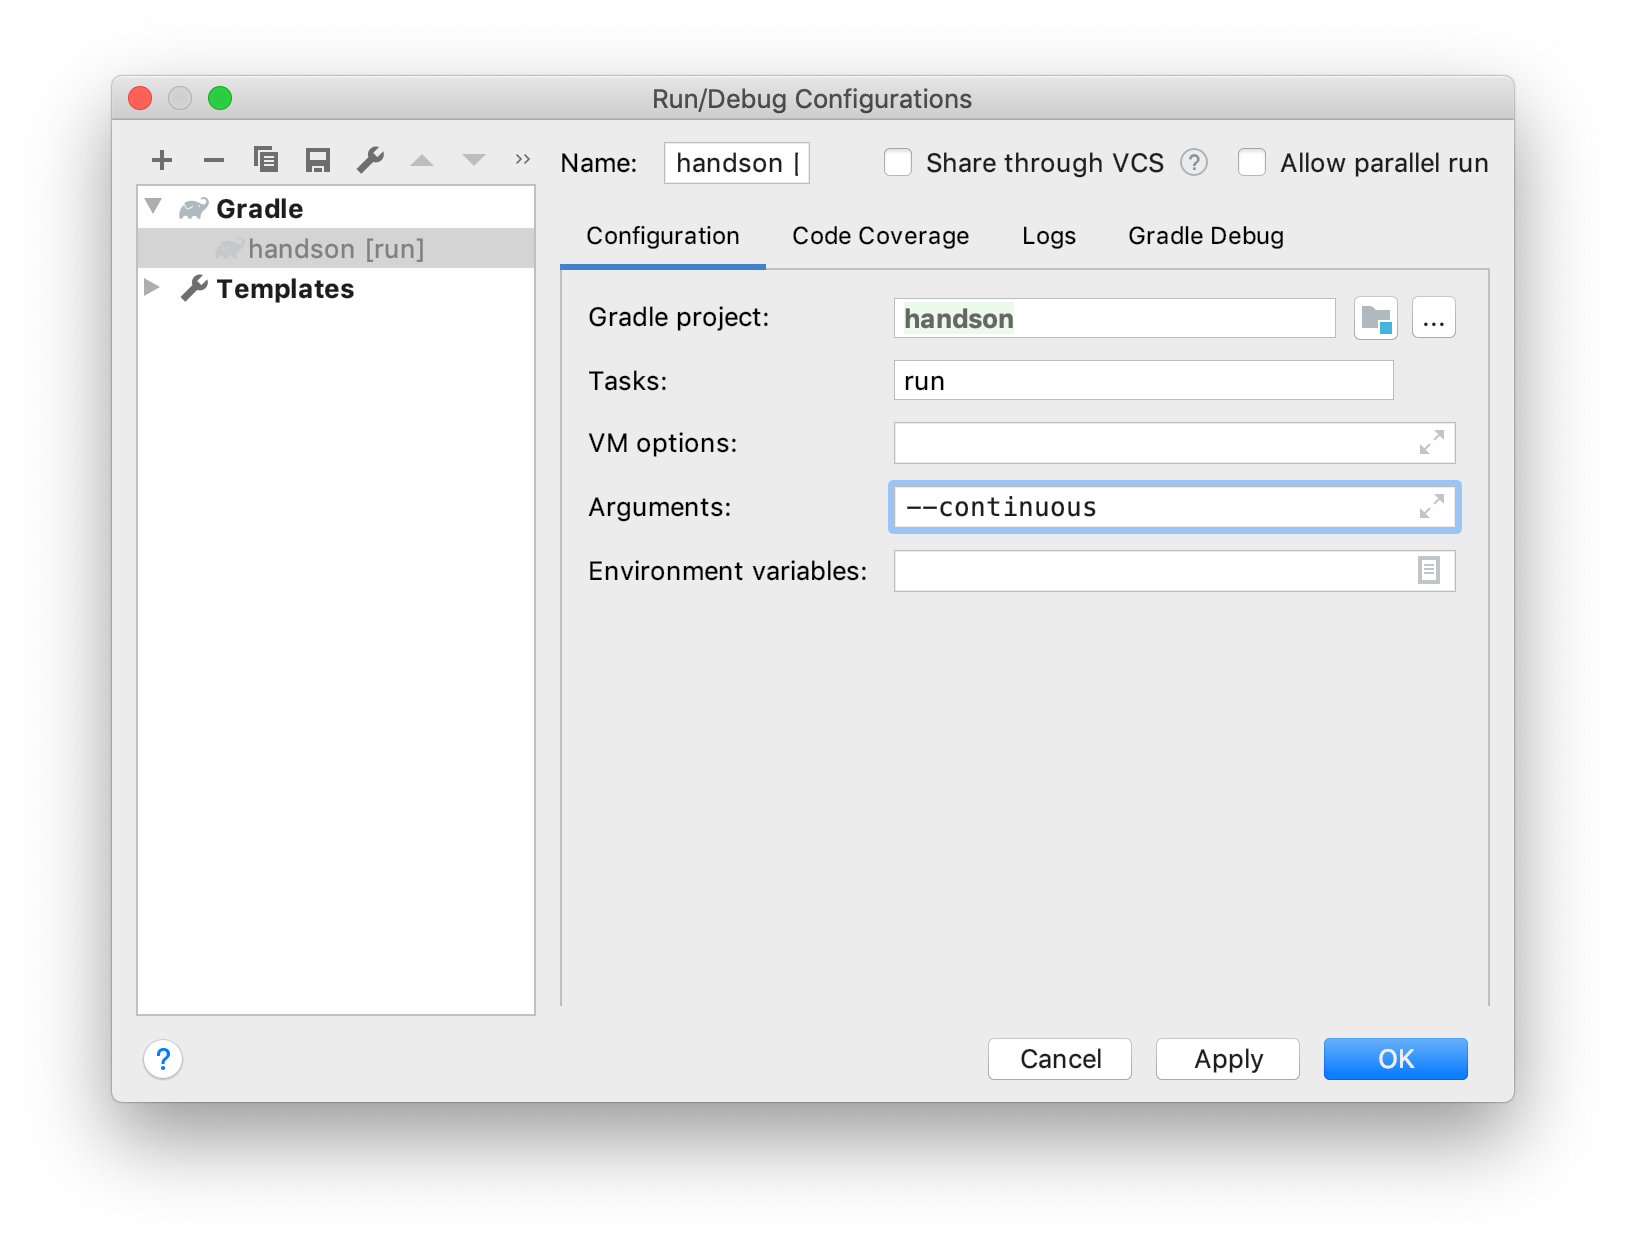 Run/Debug Configurations
Name: handson [ Share through VCS ? Allow parallel run
Gradle
handson [run]
Templates
Configuration Code Coverage Logs Gradle Debug
Gradle project: handson ...
Tasks: run
VM options:
Arguments: --continuous
Environment variables:
? Cancel Apply OK